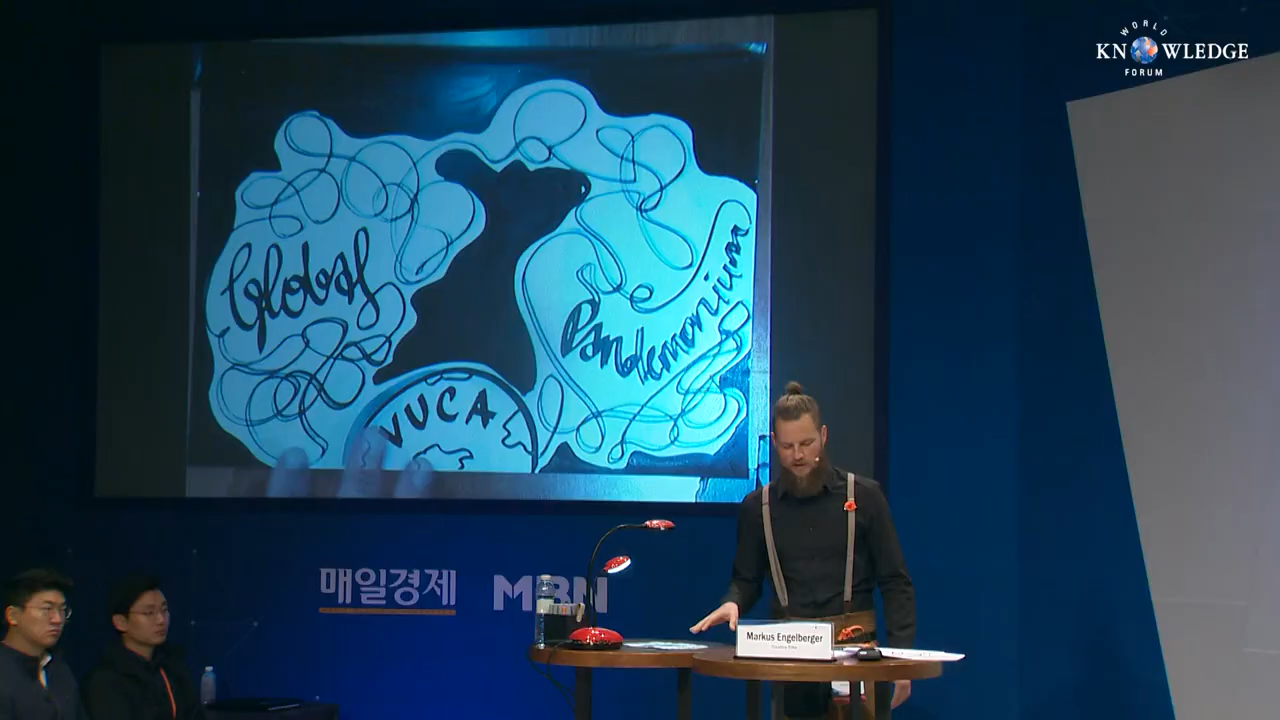 WORLD
KNOWLEDGE
FORUM
Global
Pandemonium
VUCA
매일경제
MBN
Markus Engelberger